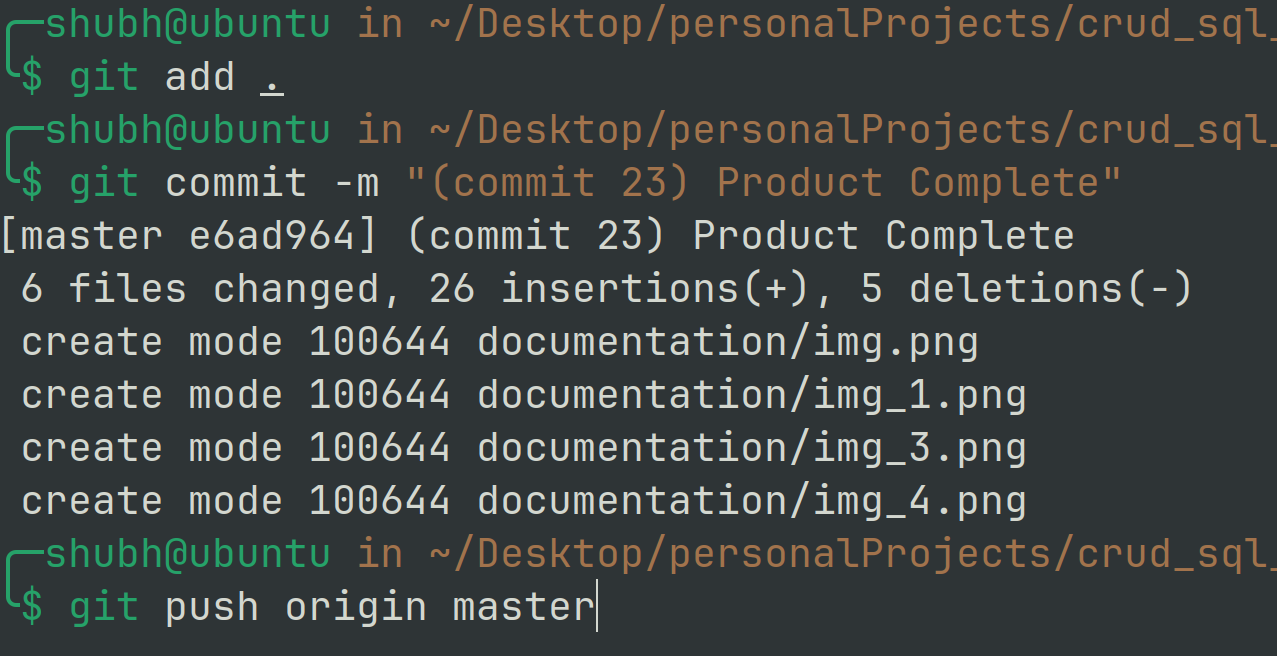 shubh@ubuntu in ~/Desktop/personalProjects/crud_sql_
$ git add .
shubh@ubuntu in ~/Desktop/personalProjects/crud_sql_
$ git commit -m "(commit 23) Product Complete"
[master e6ad964] (commit 23) Product Complete
6 files changed, 26 insertions(+), 5 deletions(-)
create mode 100644 documentation/img.png
create mode 100644 documentation/img_1.png
create mode 100644 documentation/img_3.png
create mode 100644 documentation/img_4.png
shubh@ubuntu in ~/Desktop/personalProjects/crud_sql_
$ git push origin master